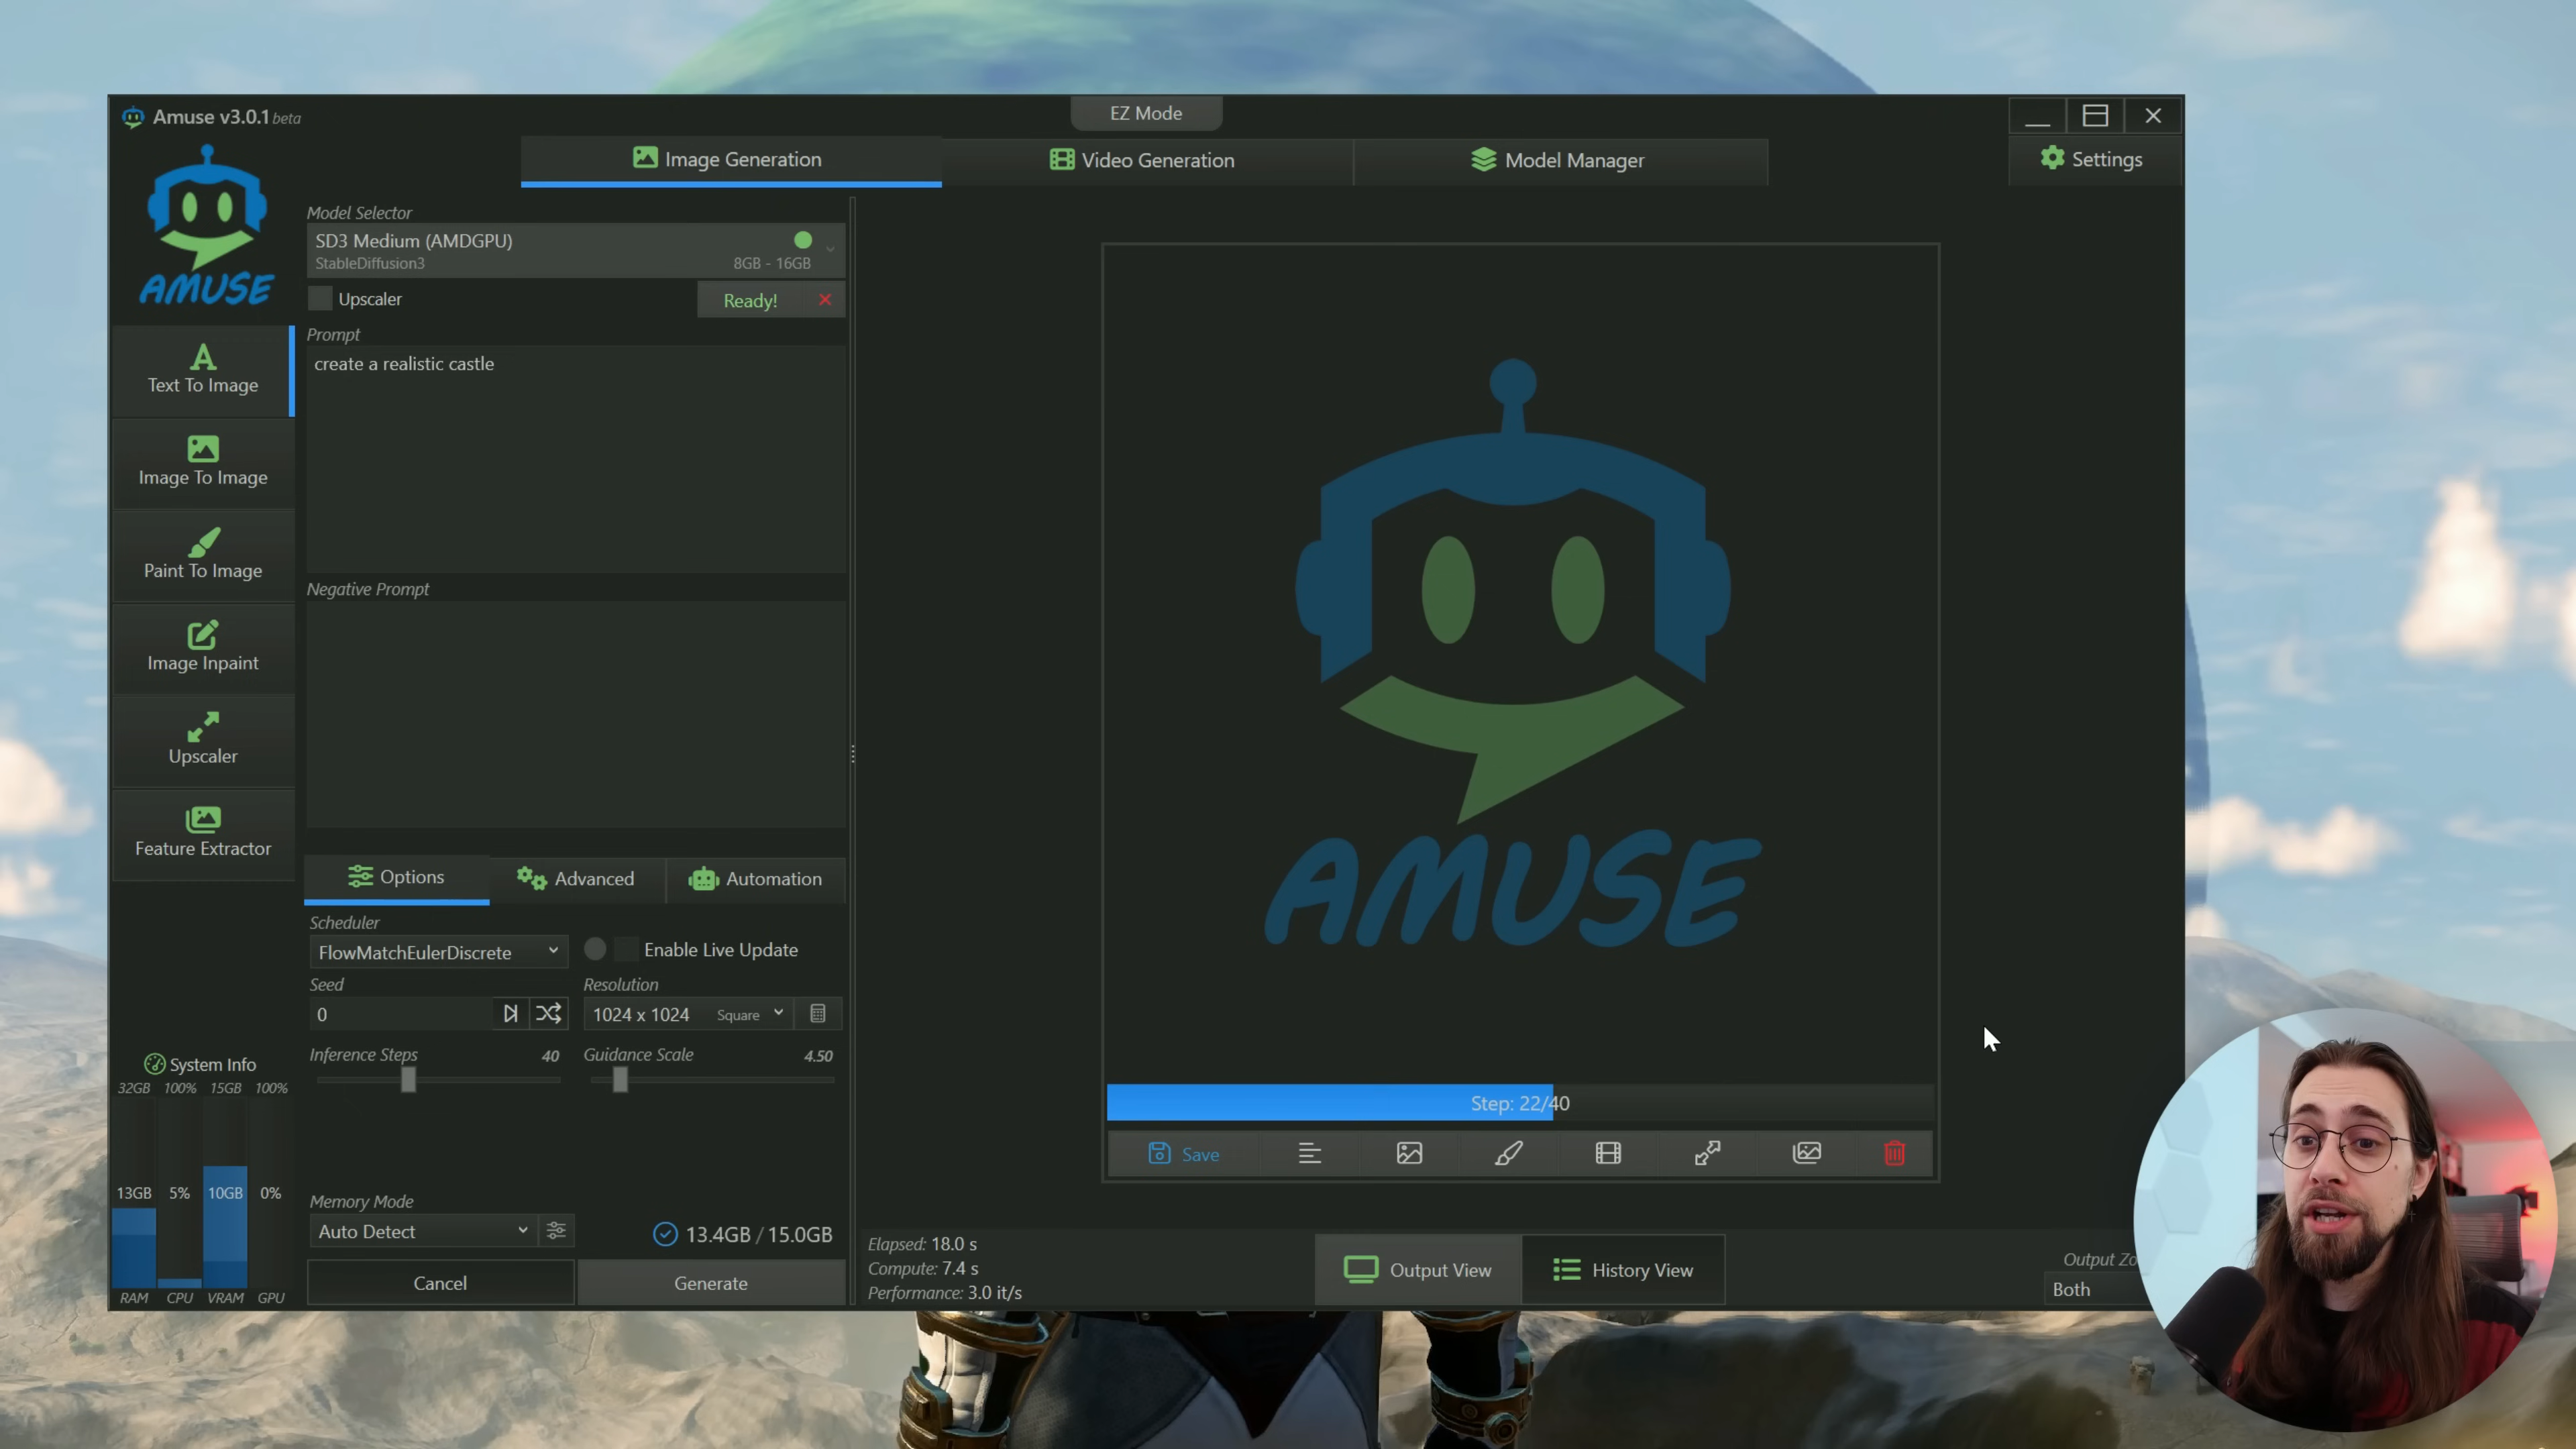 Amuse v3.0.1 beta
EZ Mode
Image Generation
Video Generation
Model Manager
Settings
AMUSE
Model Selector
SD3 Medium (AMDGPU)
StableDiffusion3
8GB - 16GB
Upscaler
Ready!
Prompt
create a realistic castle
Text To Image
Image To Image
Paint To Image
Image Inpaint
Upscaler
Feature Extractor
Negative Prompt
Options
Advanced
Automation
Scheduler
FlowMatchEulerDiscrete
Enable Live Update
Seed
Resolution
0
1024 x 1024 Square
Inference Steps 40
Guidance Scale 4.50
System Info
32GB 100% 15GB 100%
13GB 5% 10GB 0%
RAM CPU VRAM GPU
Memory Mode
Auto Detect
13.4GB / 15.0GB
Cancel
Generate
AMUSE
Step: 22/40
Save
Elapsed: 18.0 s
Compute: 7.4 s
Performance: 3.0 it/s
Output View
History View
Output Zo
Both